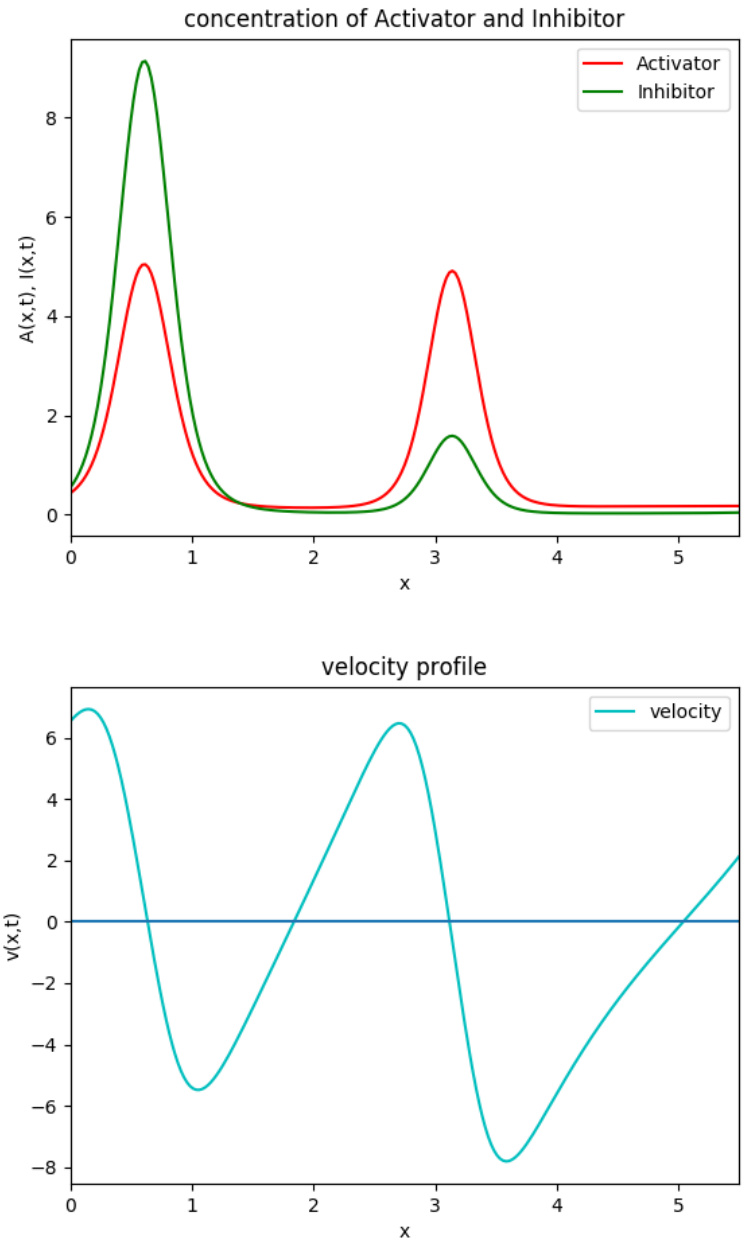 concentration of Activator and Inhibitor
Activator
Inhibitor
A(x,t), I(x,t)
8
6
4
2
0
0 1 2 3 4 5
x
velocity profile
velocity
v(x,t)
6
4
2
0
−2
−4
−6
−8
0 1 2 3 4 5
x